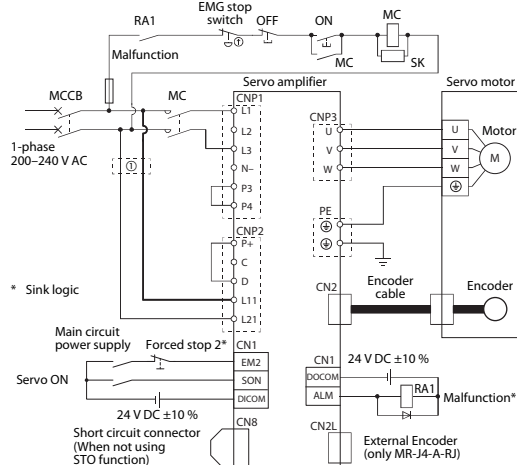 EMG stop
switch
RA1
OFF
ON
MC
Malfunction
MC
SK
Servo amplifier
Servo motor
MCCB
MC
CNP1
L1
L2
L3
N–
P3
P4
CNP3
U
V
W
U
V
W
Motor
M
1-phase
200–240 V AC
①
PE
CNP2
P+
C
D
L11
L21
* Sink logic
CN2
Encoder
cable
Encoder
Main circuit
power supply
Forced stop 2*
CN1
EM2
SON
DICOM
Servo ON
24 V DC ±10 %
CN1
DOCOM
ALM
24 V DC ±10 %
RA1
Malfunction*
Short circuit connector
(When not using
STO function)
CN8
CN2L
External Encoder
(only MR-J4-A-RJ)